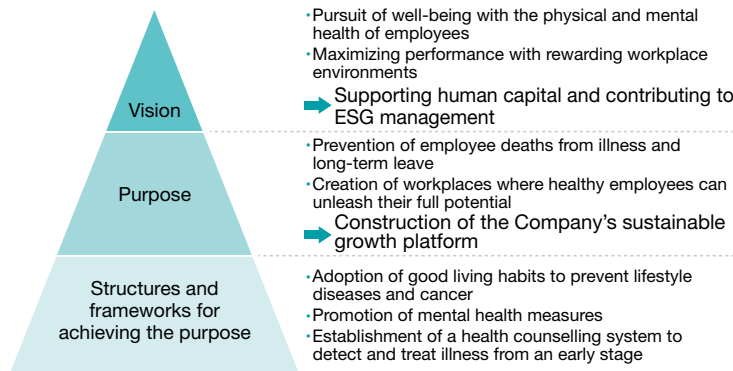 ・Pursuit of well-being with the physical and mental
health of employees
・Maximizing performance with rewarding workplace
environments
Supporting human capital and contributing to
ESG management
Vision
・Prevention of employee deaths from illness and
long-term leave
・Creation of workplaces where healthy employees can
unleash their full potential
Construction of the Company’s sustainable
growth platform
Purpose
・Adoption of good living habits to prevent lifestyle
diseases and cancer
・Promotion of mental health measures
・Establishment of a health counselling system to
detect and treat illness from an early stage
Structures and
frameworks for
achieving the purpose